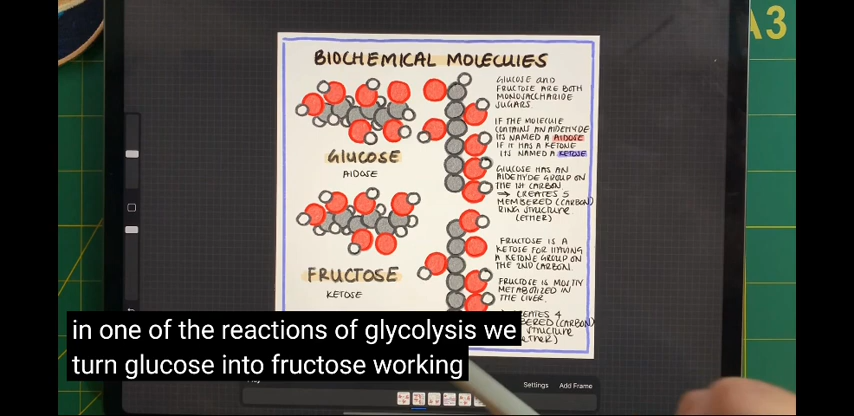 A3
BIOCHEMICAL MOLECULES
GLUCOSE and
FRUCTOSE ARE BOTH
MONOSACCHARIDE
SUGARS.
IF THE MOLECULE
CONTAINS AN ALDEHYDE
ITS NAMED A ALDOSE
IF IT HAS A KETONE
ITS NAMED A KETOSE
GLUCOSE
ALDOSE
GLUCOSE HAS AN
ALDEHYDE GROUP ON
THE 1st CARBON.
→ CREATES 5
MEMBERED (CARBON)
RING STRUCTURE
(ETHER)
FRUCTOSE
KETOSE
FRUCTOSE IS A
KETOSE FOR HAVING
A KETONE GROUP ON
THE 2ND CARBON.
FRUCTOSE IS MOSTLY
METABOLIZED IN
THE LIVER.
CREATES 4
BERED (CARBON)
STRUCTURE
in one of the reactions of glycolysis we
turn glucose into fructose working
Settings Add Frame